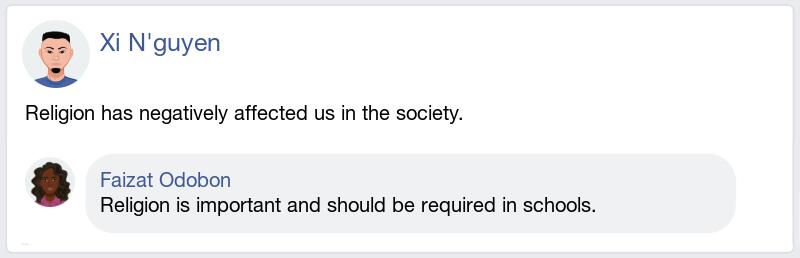 Xi N'guyen
Religion has negatively affected us in the society.
Faizat Odobon
Religion is important and should be required in schools.